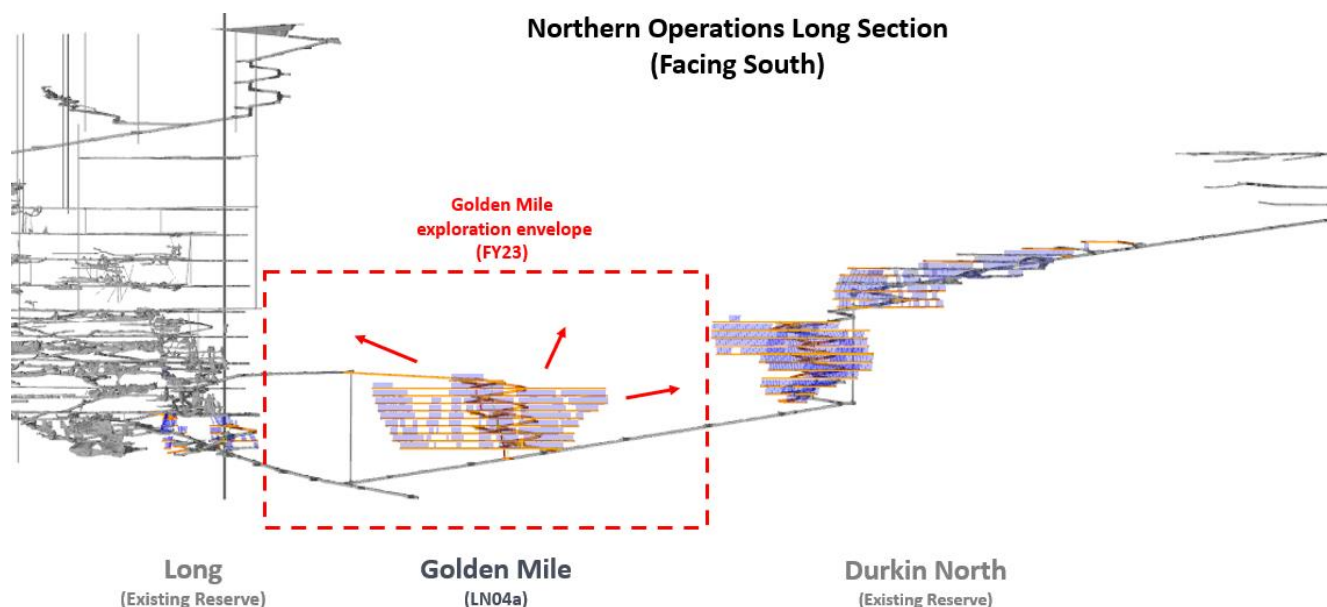 Northern Operations Long Section
(Facing South)
Golden Mile
exploration envelope
(FY23)
Long
(Existing Reserve)
Golden Mile
(LN04a)
Durkin North
(Existing Reserve)